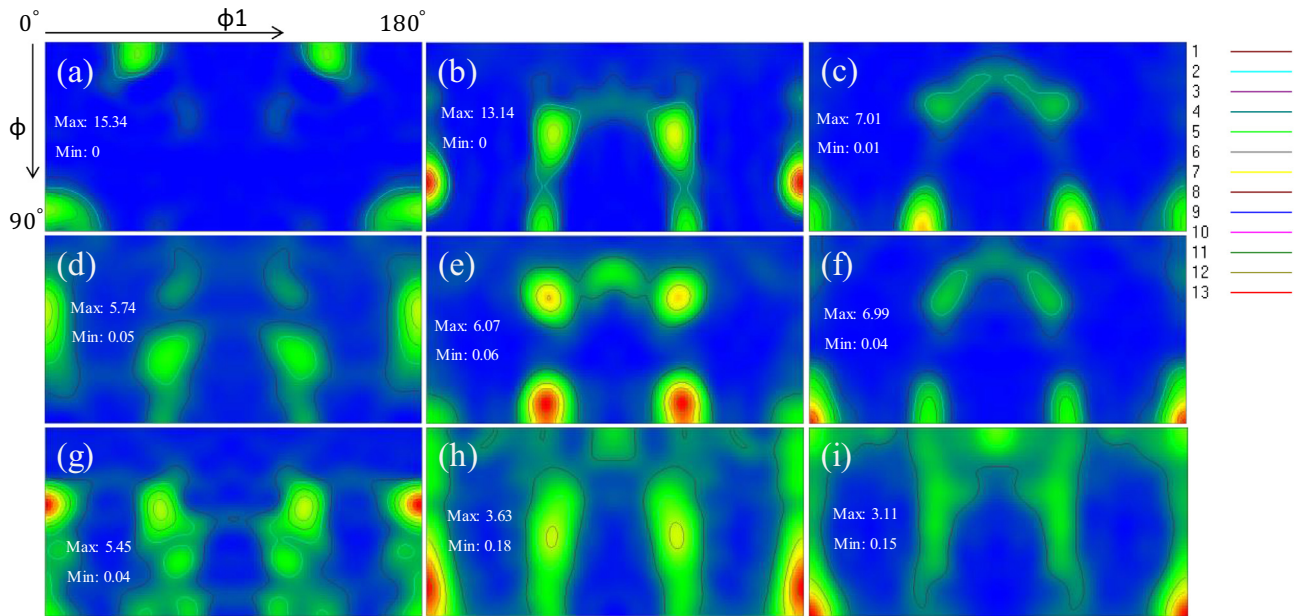 0° ϕ1 180°
ϕ
90°
(a)
Max: 15.34
Min: 0
(b)
Max: 13.14
Min: 0
(c)
Max: 7.01
Min: 0.01
(d)
Max: 5.74
Min: 0.05
(e)
Max: 6.07
Min: 0.06
(f)
Max: 6.99
Min: 0.04
(g)
Max: 5.45
Min: 0.04
(h)
Max: 3.63
Min: 0.18
(i)
Max: 3.11
Min: 0.15
1
2
3
4
5
6
7
8
9
10
11
12
13